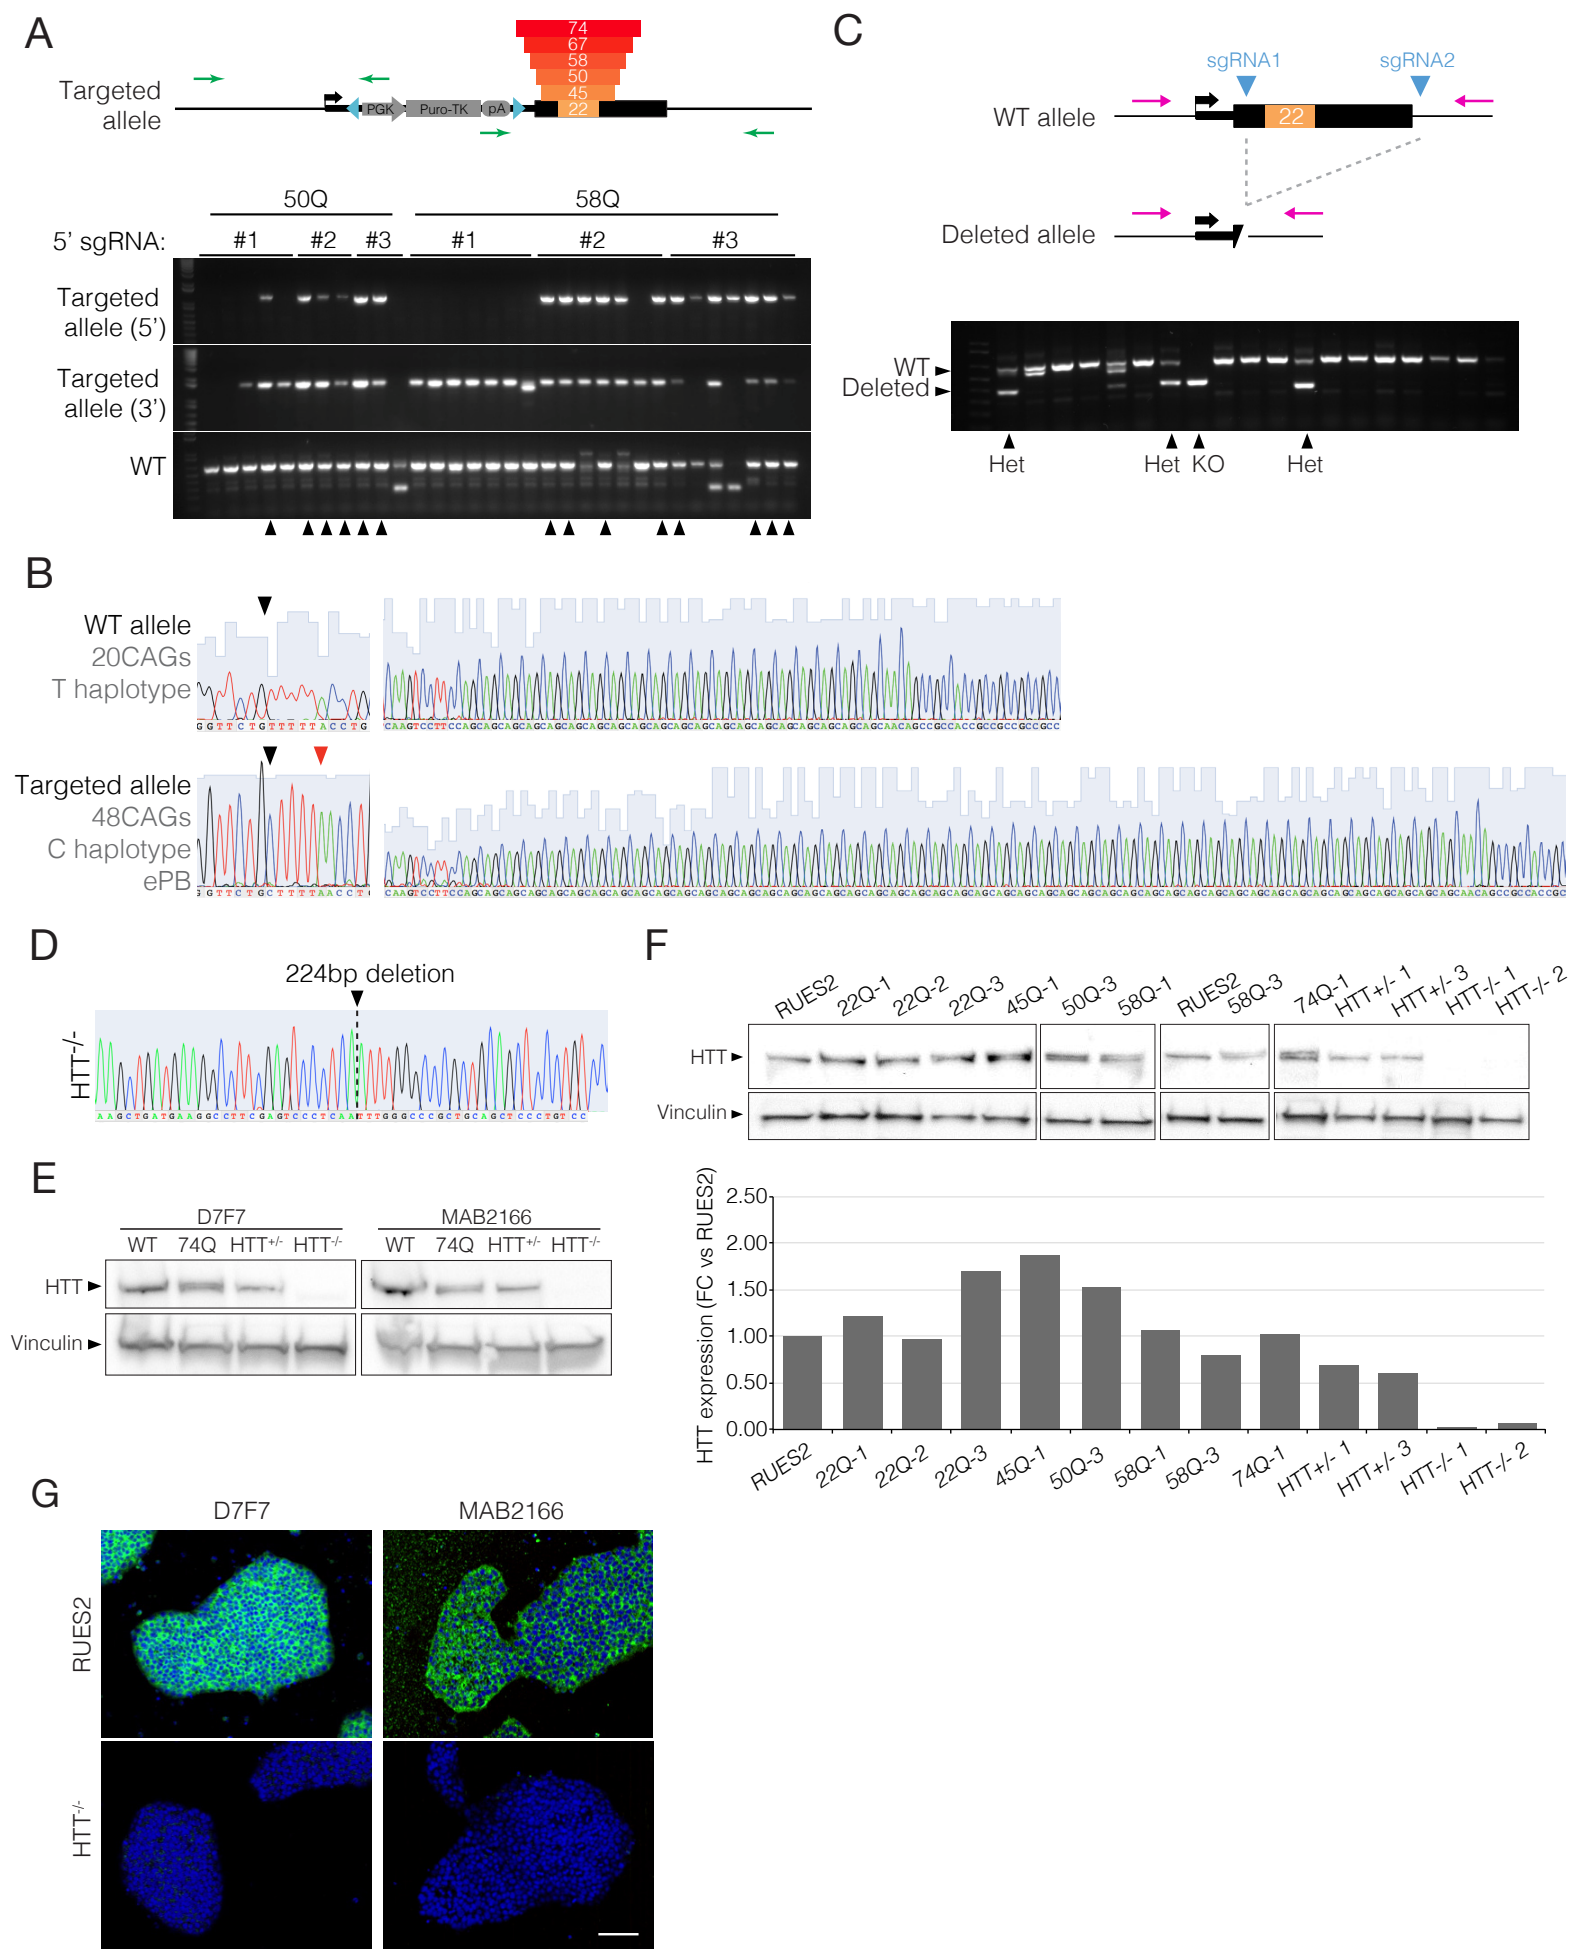 A
Targeted
allele
74
67
58
50
45
22
PGK
Puro-TK
pA
50Q
58Q
5' sgRNA:
#1
#2
#3
#1
#2
#3
Targeted
allele (5')
Targeted
allele (3')
WT
C
sgRNA1
sgRNA2
WT allele
22
Deleted allele
WT
Deleted
Het
Het
KO
Het
B
WT allele
20CAGs
T haplotype
GGTTCTGTTTTTACCTG
Targeted allele
48CAGs
C haplotype
ePB
GGTTCTGCTTTTAACCT
D
224bp deletion
HTT-/-
AAGCTGATGAAGGCCTTCGAGTCCCTCAA
TTTGGGCCCGCTGCAGCTCCCTGTCC
E
D7F7
MAB2166
WT
74Q
HTT+/-
HTT-/-
WT
74Q
HTT+/-
HTT-/-
HTT
Vinculin
F
RUES2
22Q-1
22Q-2
22Q-3
45Q-1
50Q-3
58Q-1
RUES2
58Q-3
74Q-1
HTT+/- 1
HTT+/- 3
HTT-/- 1
HTT-/- 2
HTT
Vinculin
HTT expression (FC vs RUES2)
2.50
2.00
1.50
1.00
0.50
0.00
RUES2
22Q-1
22Q-2
22Q-3
45Q-1
50Q-3
58Q-1
58Q-3
74Q-1
HTT+/- 1
HTT+/- 3
HTT-/- 1
HTT-/- 2
G
D7F7
MAB2166
RUES2
HTT-/-